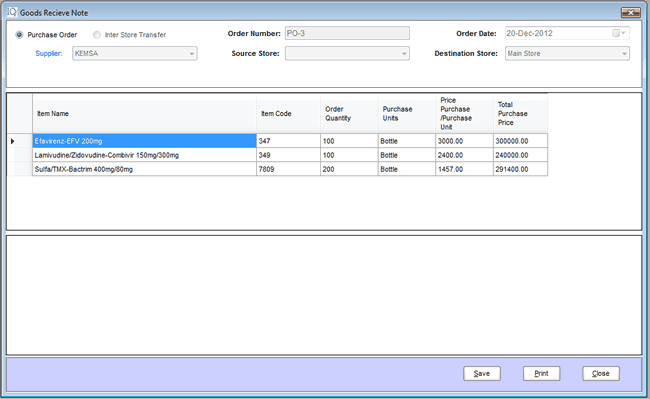 Goods Recieve Note
Purchase Order Inter Store Transfer Order Number: PO-3 Order Date: 20-Dec-2012
Supplier: KEMSA Source Store: Destination Store: Main Store
Item Name Item Code Order Quantity Purchase Units Price Purchase /Purchase Unit Total Purchase Price
Efavirenz-EFV 200mg 347 100 Bottle 3000.00 300000.00
Lamivudine/Zidovudine-Combivir 150mg/300mg 349 100 Bottle 2400.00 240000.00
Sulfa/TMX-Bactrim 400mg/80mg 7809 200 Bottle 1457.00 291400.00
Save Print Close